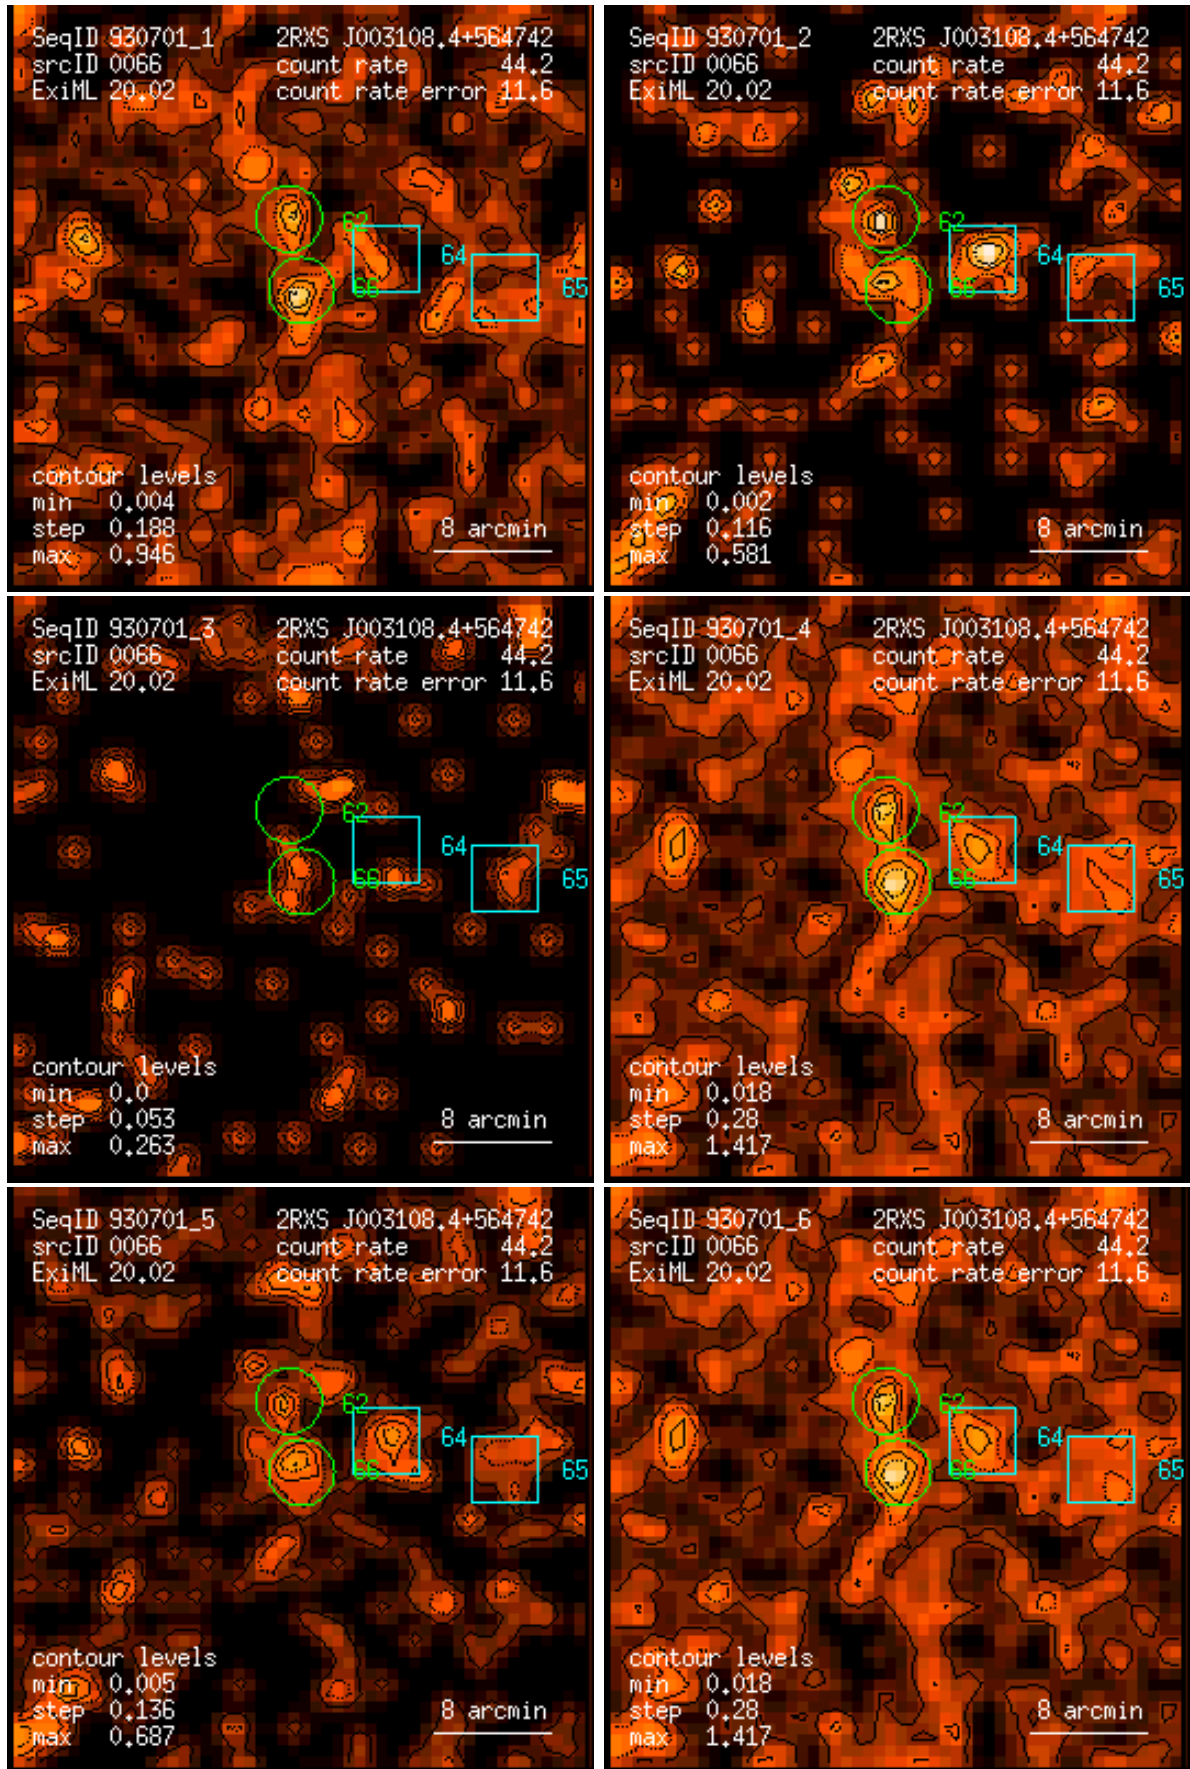 SeqID 930701_1 2RXS J003108.4+564742
srcID 0066 count rate 44.2
ExiML 20.02 count rate error 11.6
62
64
66
65
contour levels
min 0.004
step 0.188
max 0.946
8 arcmin
SeqID 930701_2 2RXS J003108.4+564742
srcID 0066 count rate 44.2
ExiML 20.02 count rate error 11.6
62
64
66
65
contour levels
min 0.002
step 0.116
max 0.581
8 arcmin
SeqID 930701_3 2RXS J003108.4+564742
srcID 0066 count rate 44.2
ExiML 20.02 count rate error 11.6
62
64
66
65
contour levels
min 0.0
step 0.053
max 0.263
8 arcmin
SeqID 930701_4 2RXS J003108.4+564742
srcID 0066 count rate 44.2
ExiML 20.02 count rate error 11.6
62
64
66
65
contour levels
min 0.018
step 0.28
max 1.417
8 arcmin
SeqID 930701_5 2RXS J003108.4+564742
srcID 0066 count rate 44.2
ExiML 20.02 count rate error 11.6
62
64
66
65
contour levels
min 0.005
step 0.136
max 0.687
8 arcmin
SeqID 930701_6 2RXS J003108.4+564742
srcID 0066 count rate 44.2
ExiML 20.02 count rate error 11.6
62
64
66
65
contour levels
min 0.018
step 0.28
max 1.417
8 arcmin